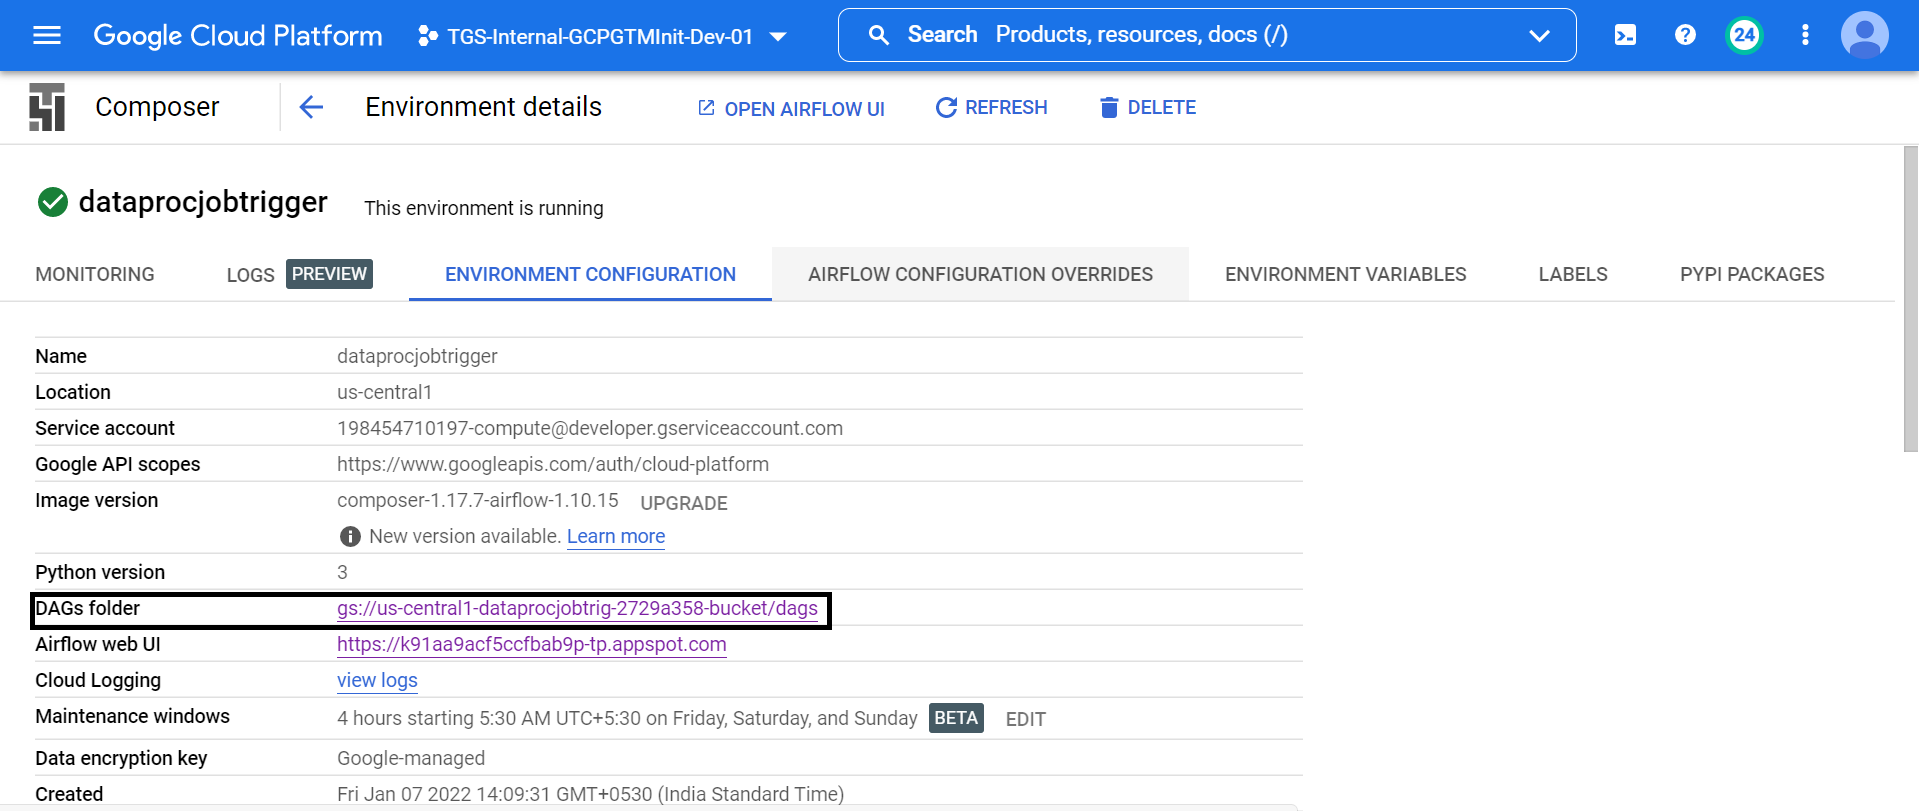 Google Cloud Platform TGS-Internal-GCPGTMInit-Dev-01 Search Products, resources, docs (/) 24
Composer Environment details OPEN AIRFLOW UI REFRESH DELETE
dataprocjobtrigger This environment is running
MONITORING LOGS PREVIEW ENVIRONMENT CONFIGURATION AIRFLOW CONFIGURATION OVERRIDES ENVIRONMENT VARIABLES LABELS PYPI PACKAGES
Name dataprocjobtrigger
Location us-central1
Service account 198454710197-compute@developer.gserviceaccount.com
Google API scopes https://www.googleapis.com/auth/cloud-platform
Image version composer-1.17.7-airflow-1.10.15 UPGRADE
New version available. Learn more
Python version 3
DAGs folder gs://us-central1-dataprocjobtrig-2729a358-bucket/dags
Airflow web UI https://k91aa9acf5ccfbab9p-tp.appspot.com
Cloud Logging view logs
Maintenance windows 4 hours starting 5:30 AM UTC+5:30 on Friday, Saturday, and Sunday BETA EDIT
Data encryption key Google-managed
Created Fri Jan 07 2022 14:09:31 GMT+0530 (India Standard Time)